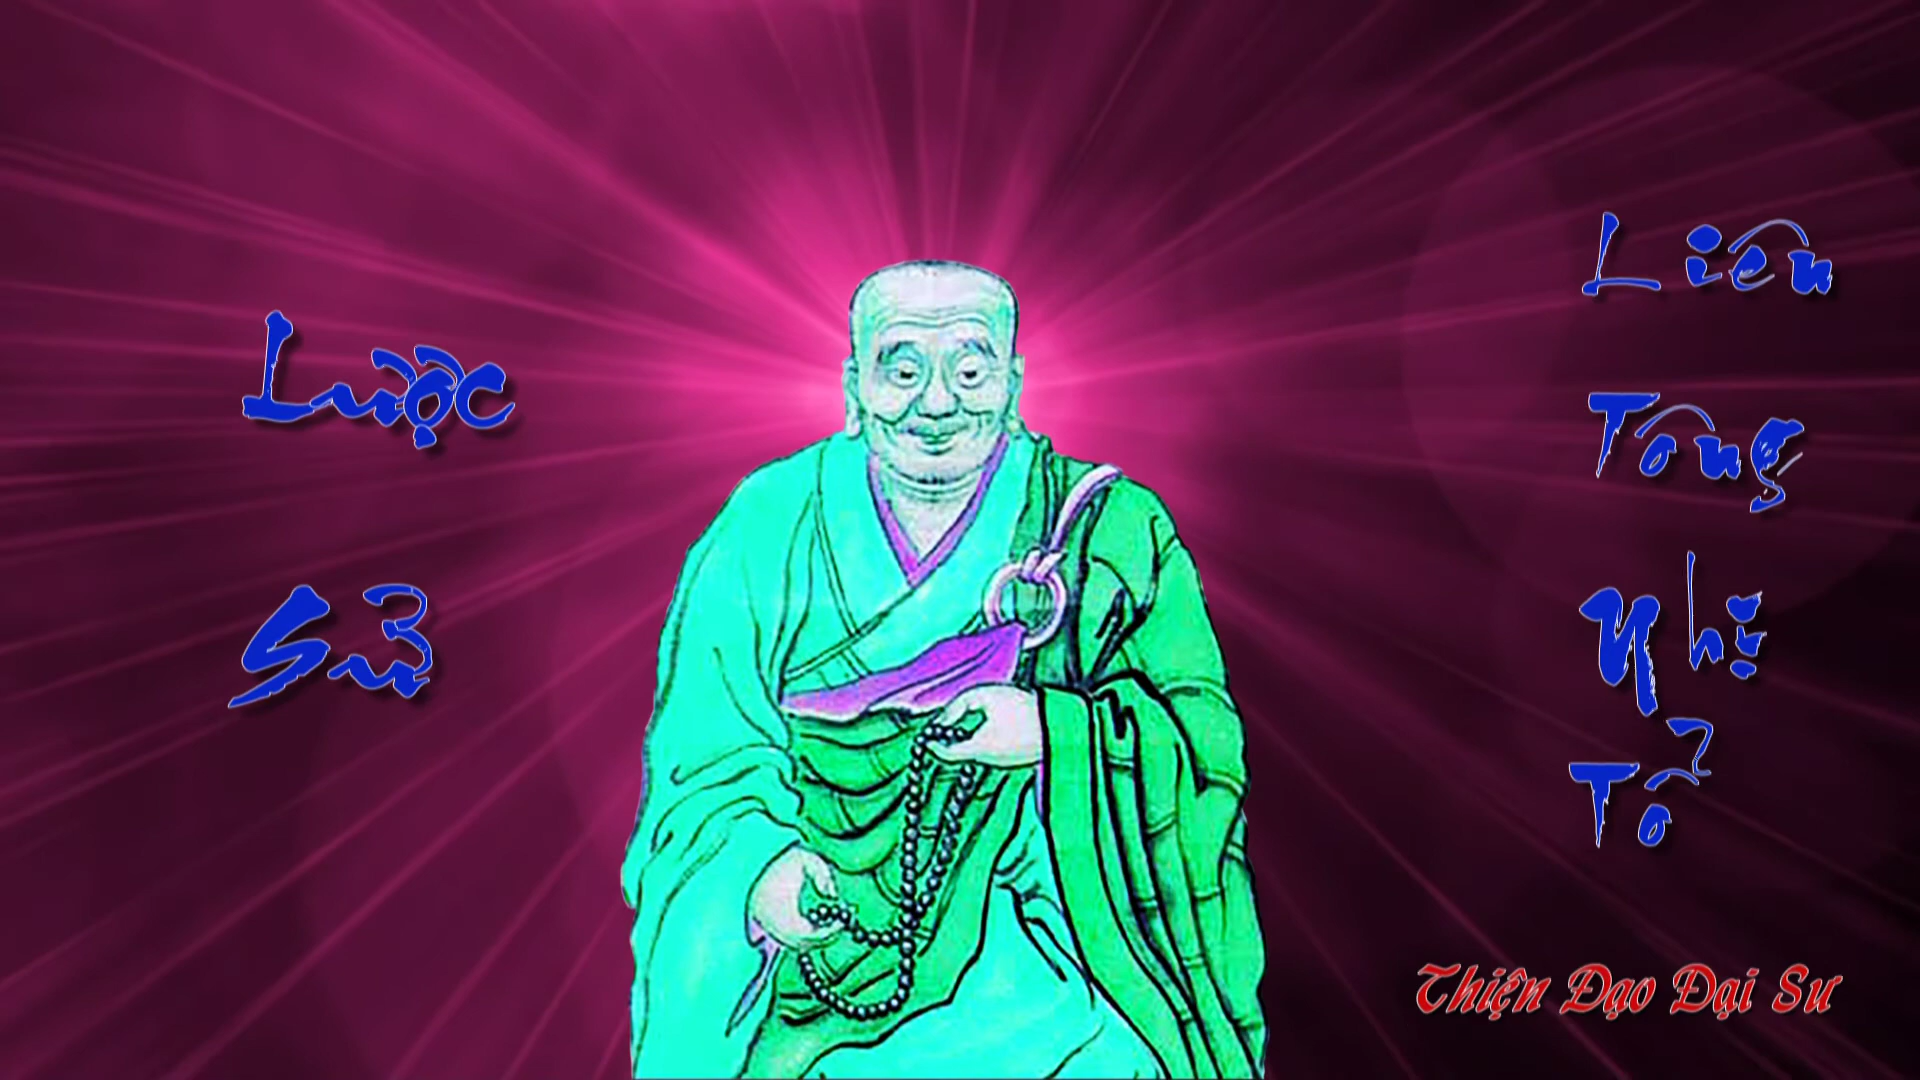 Lược
Sử
Liên
Tông
Nhị
Tổ
Thiện Đạo Đại Sư